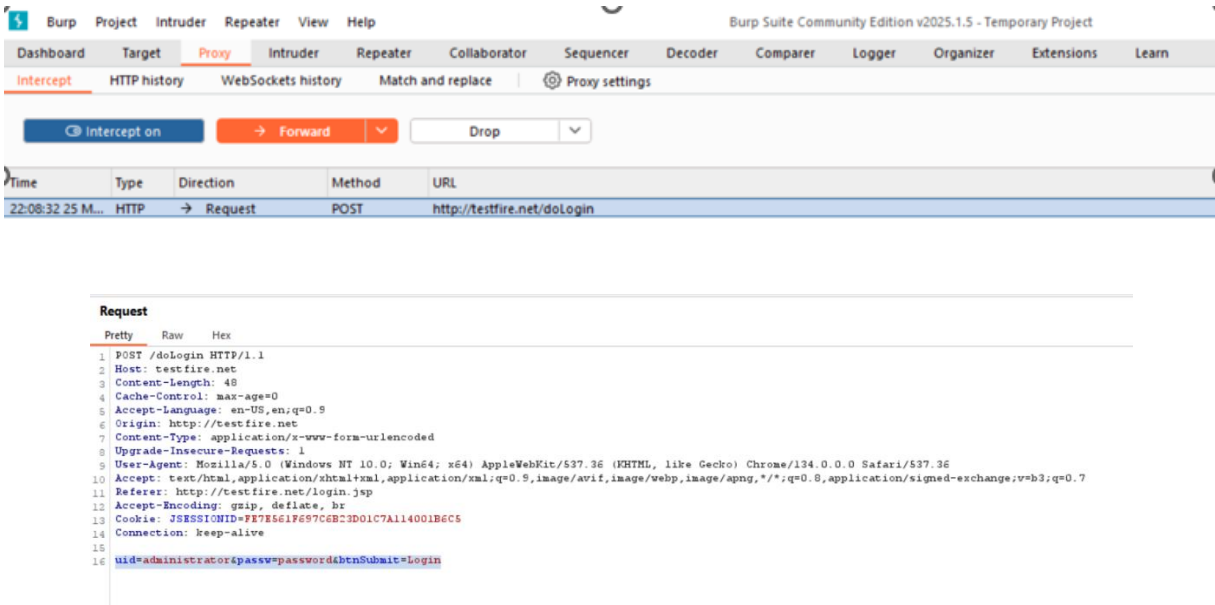 Burp Project Intruder Repeater View Help Burp Suite Community Edition v2025.1.5 - Temporary Project
Dashboard Target Proxy Intruder Repeater Collaborator Sequencer Decoder Comparer Logger Organizer Extensions Learn
Intercept HTTP history WebSockets history Match and replace Proxy settings
Intercept on → Forward Drop
Time Type Direction Method URL
22:08:32 25 M... HTTP → Request POST http://testfire.net/doLogin
Request
Pretty Raw Hex
1 POST /doLogin HTTP/1.1
2 Host: testfire.net
3 Content-Length: 48
4 Cache-Control: max-age=0
5 Accept-Language: en-US,en;q=0.9
6 Origin: http://testfire.net
7 Content-Type: application/x-www-form-urlencoded
8 Upgrade-Insecure-Requests: 1
9 User-Agent: Mozilla/5.0 (Windows NT 10.0; Win64; x64) AppleWebKit/537.36 (KHTML, like Gecko) Chrome/134.0.0.0 Safari/537.36
10 Accept: text/html,application/xhtml+xml,application/xml;q=0.9,image/avif,image/webp,image/apng,*/*;q=0.8,application/signed-exchange;v=b3;q=0.7
11 Referer: http://testfire.net/login.jsp
12 Accept-Encoding: gzip, deflate, br
13 Cookie: JSESSIONID=FE7E561F697C6B23D01C7A114001B6C5
14 Connection: keep-alive
15
16 uid=administrator&passw=password&btnSubmit=Login